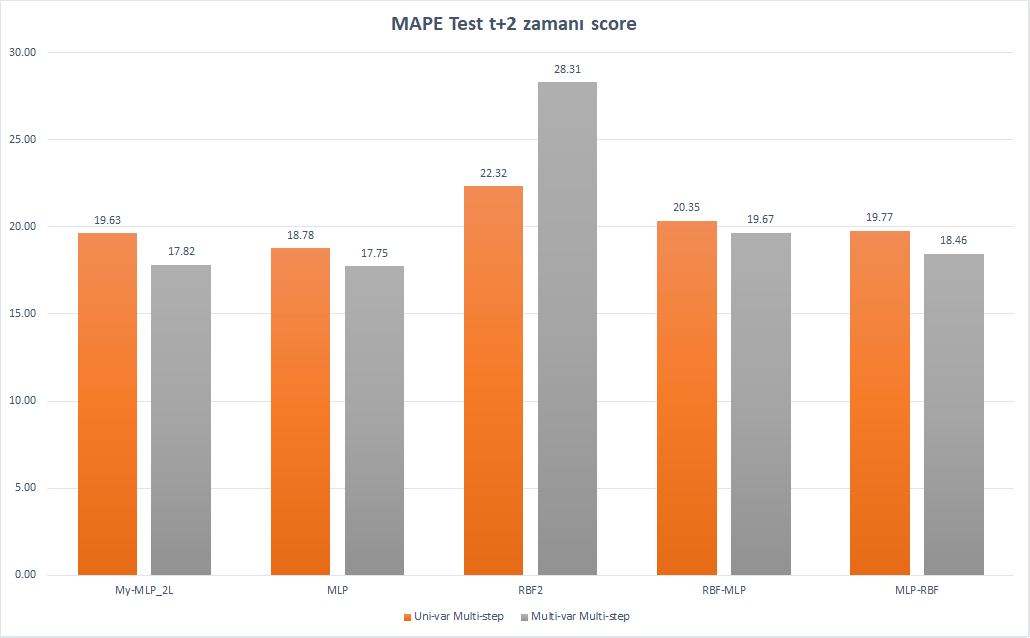 MAPE Test t+2 zamanı score
30.00
28.31
25.00
22.32
20.00
19.63
17.82
18.78
17.75
20.35
19.67
19.77
18.46
15.00
10.00
5.00
0.00
My-MLP_2L
MLP
RBF2
RBF-MLP
MLP-RBF
Uni-var Multi-step
Multi-var Multi-step